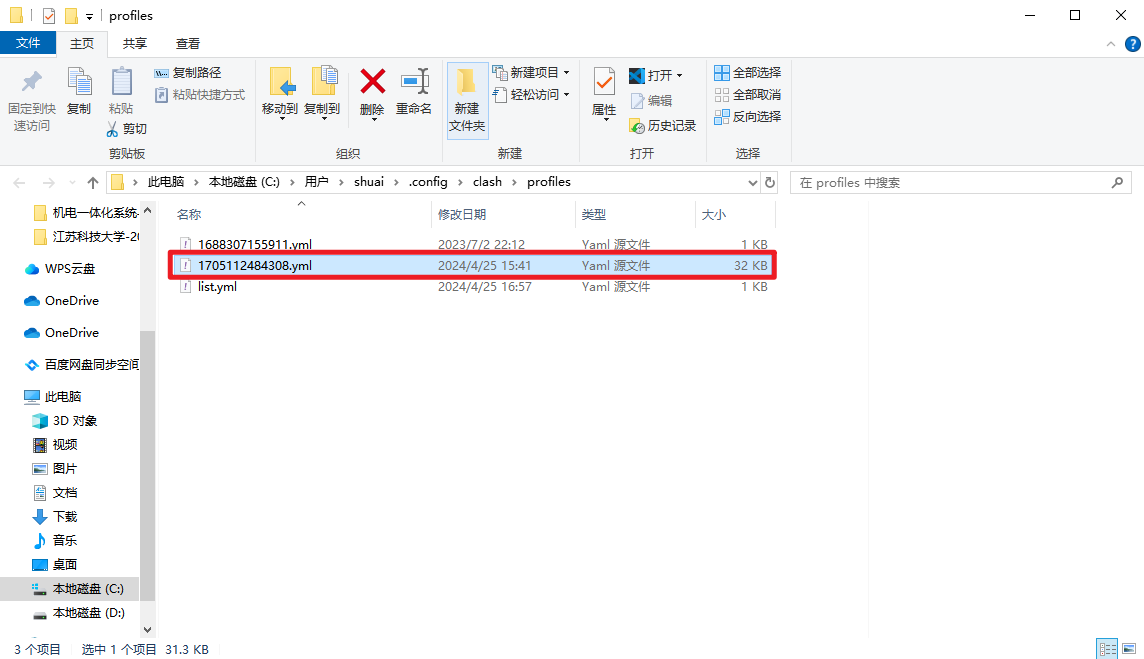 profiles
文件
主页
共享
查看
固定到快速访问
复制
粘贴
复制路径
粘贴快捷方式
剪切
剪贴板
移动到
复制到
删除
重命名
组织
新建文件夹
新建项目
轻松访问
新建
属性
打开
编辑
历史记录
打开
全部选择
全部取消
反向选择
选择
此电脑 › 本地磁盘 (C:) › 用户 › shuai › .config › clash › profiles
在 profiles 中搜索
机电一体化系统-
江苏科技大学-20
WPS云盘
OneDrive
OneDrive
百度网盘同步空间
此电脑
3D 对象
视频
图片
文档
下载
音乐
桌面
本地磁盘 (C:)
本地磁盘 (D:)
名称 修改日期 类型 大小
1688307155911.yml 2023/7/2 22:12 Yaml 源文件 1 KB
1705112484308.yml 2024/4/25 15:41 Yaml 源文件 32 KB
list.yml 2024/4/25 16:57 Yaml 源文件 1 KB
3 个项目 选中 1 个项目 31.3 KB